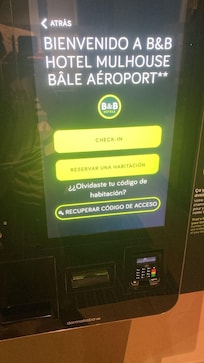 < ATRÁS
BIENVENIDO A B&B
HOTEL MULHOUSE
BÂLE AÉROPORT**
B&B
HOTELS
CHECK-IN
RESERVAR UNA HABITACIÓN
¿¿Olvidaste tu código de
habitación?
RECUPERAR CÓDIGO DE ACCESO